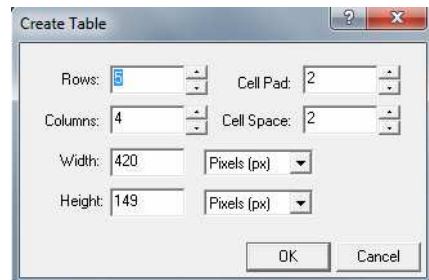 Create Table
Rows: 5 Cell Pad: 2
Columns: 4 Cell Space: 2
Width: 420 Pixels (px)
Height: 149 Pixels (px)
OK Cancel